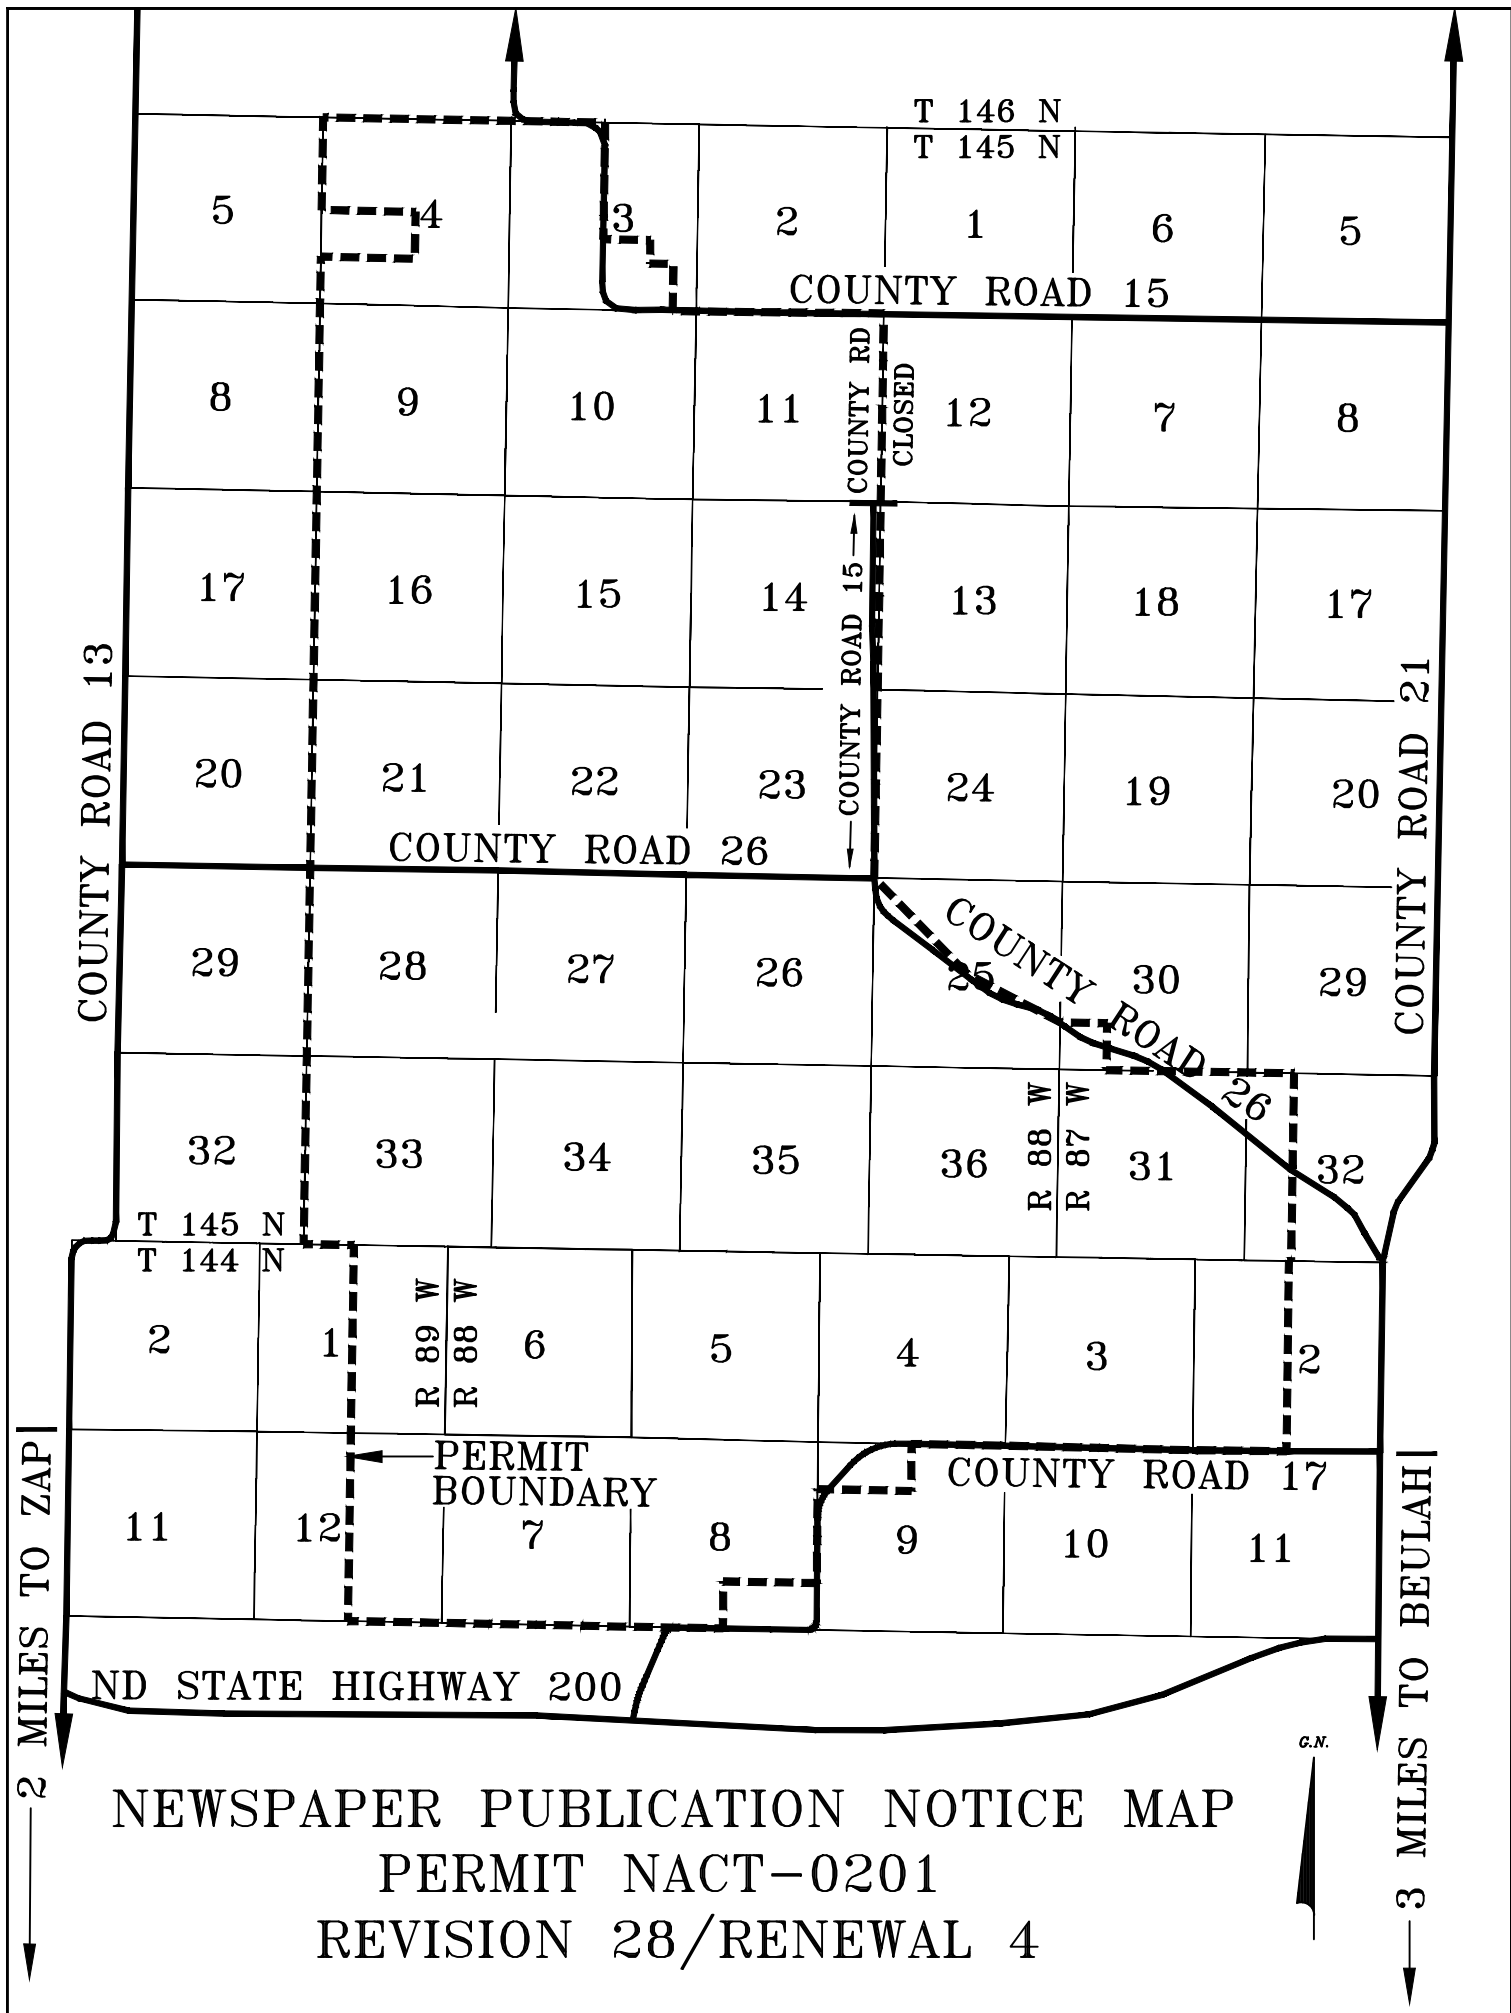 T 146 N
T 145 N
5 4 3 2 1 6 5
COUNTY ROAD 15
8 9 10 11 12 7 8
COUNTY RD
CLOSED
17 16 15 14 13 18 17
COUNTY ROAD 15
COUNTY ROAD 13
COUNTY ROAD 21
20 21 22 23 24 19 20
COUNTY ROAD 26
29 28 27 26 25 30 29
COUNTY ROAD 26
32 33 34 35 36 31 32
R 88 W
R 87 W
T 145 N
T 144 N
2 1 6 5 4 3 2
R 89 W
R 88 W
PERMIT
BOUNDARY
COUNTY ROAD 17
11 12 7 8 9 10 11
2 MILES TO ZAP
3 MILES TO BEULAH
ND STATE HIGHWAY 200
G.N.
NEWSPAPER PUBLICATION NOTICE MAP
PERMIT NACT-0201
REVISION 28/RENEWAL 4